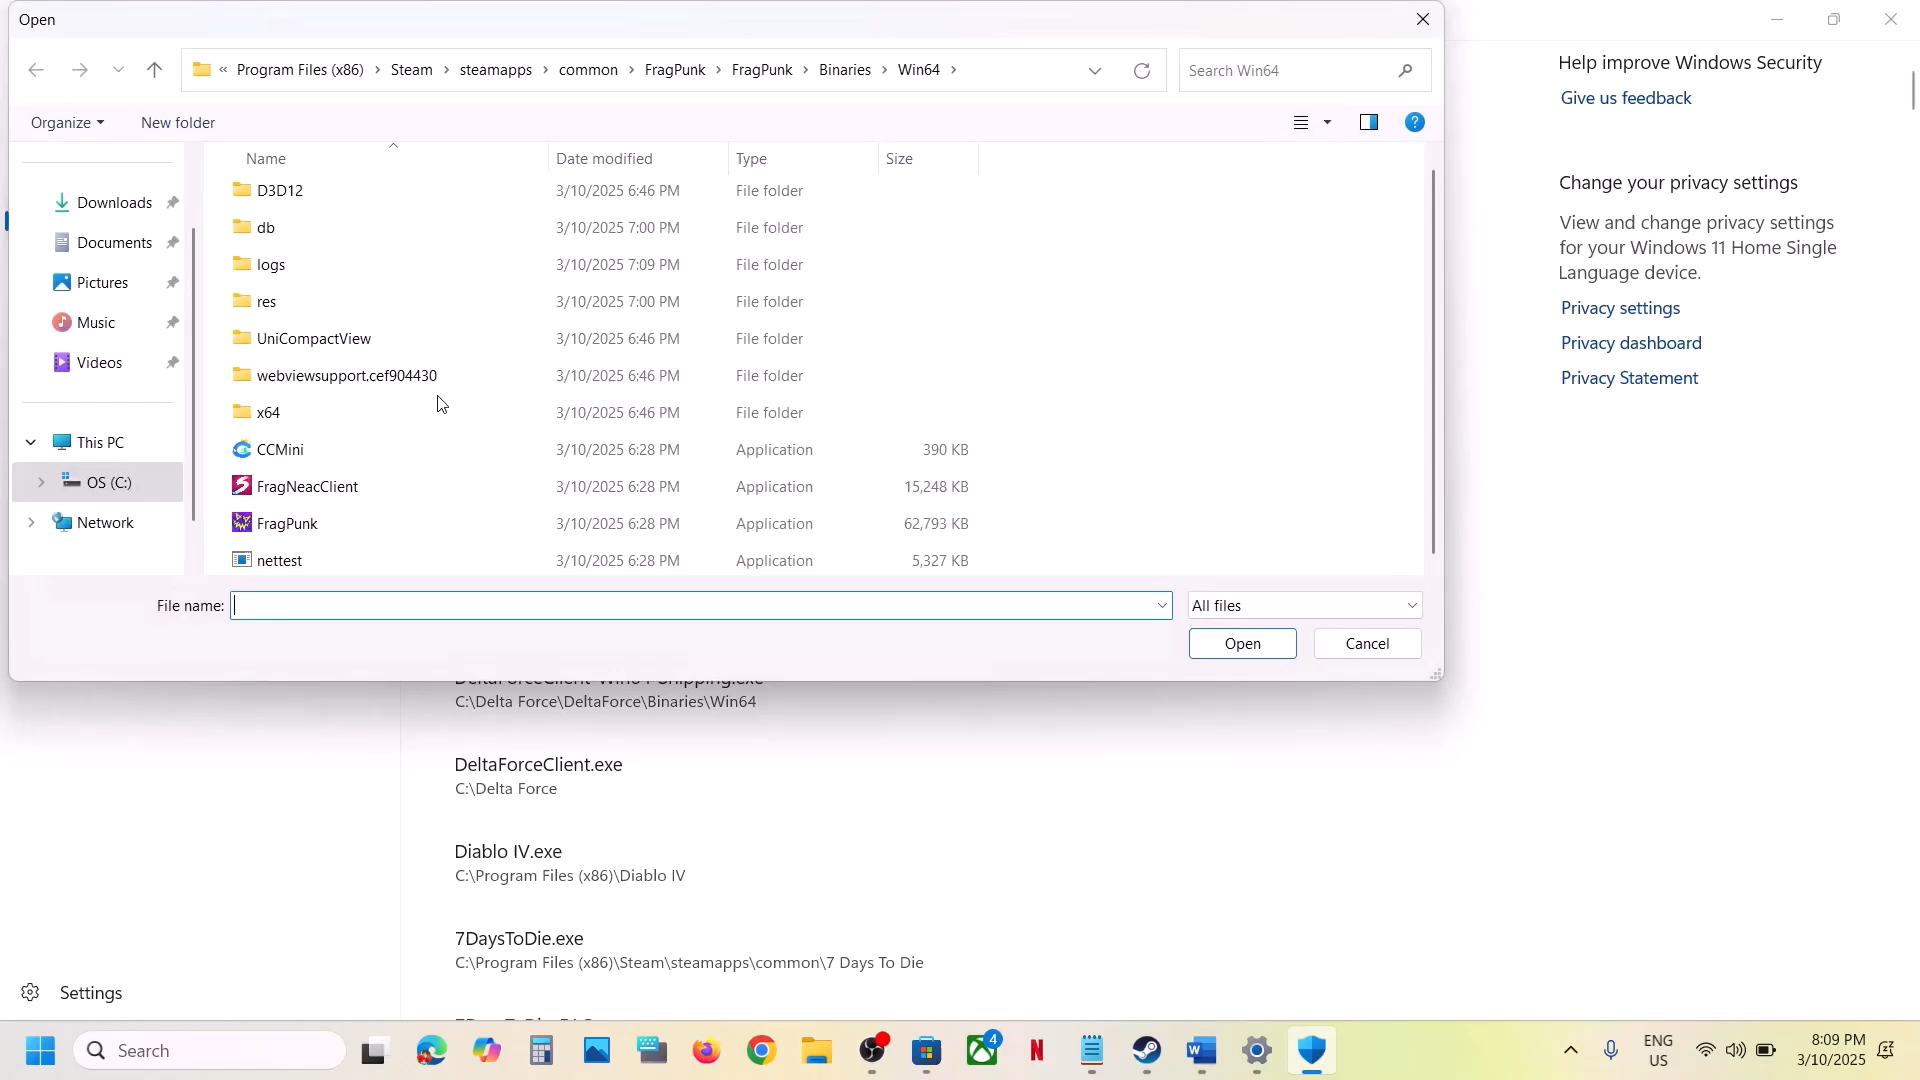 Open
« Program Files (x86) › Steam › steamapps › common › FragPunk › FragPunk › Binaries › Win64 ›
Search Win64
Organize
New folder
?
Name
Date modified
Type
Size
Downloads
Documents
Pictures
Music
Videos
This PC
OS (C:)
Network
D3D12 3/10/2025 6:46 PM File folder
db 3/10/2025 7:00 PM File folder
logs 3/10/2025 7:09 PM File folder
res 3/10/2025 7:00 PM File folder
UniCompactView 3/10/2025 6:46 PM File folder
webviewsupport.cef904430 3/10/2025 6:46 PM File folder
x64 3/10/2025 6:46 PM File folder
CCMini 3/10/2025 6:28 PM Application 390 KB
FragNeacClient 3/10/2025 6:28 PM Application 15,248 KB
FragPunk 3/10/2025 6:28 PM Application 62,793 KB
nettest 3/10/2025 6:28 PM Application 5,327 KB
File name:
All files
Open
Cancel
Help improve Windows Security
Give us feedback
Change your privacy settings
View and change privacy settings
for your Windows 11 Home Single
Language device.
Privacy settings
Privacy dashboard
Privacy Statement
C:\Delta Force\DeltaForce\Binaries\Win64
DeltaForceClient.exe
C:\Delta Force
Diablo IV.exe
C:\Program Files (x86)\Diablo IV
7DaysToDie.exe
C:\Program Files (x86)\Steam\steamapps\common\7 Days To Die
Settings
Search
4
ENG
US
8:09 PM
3/10/2025